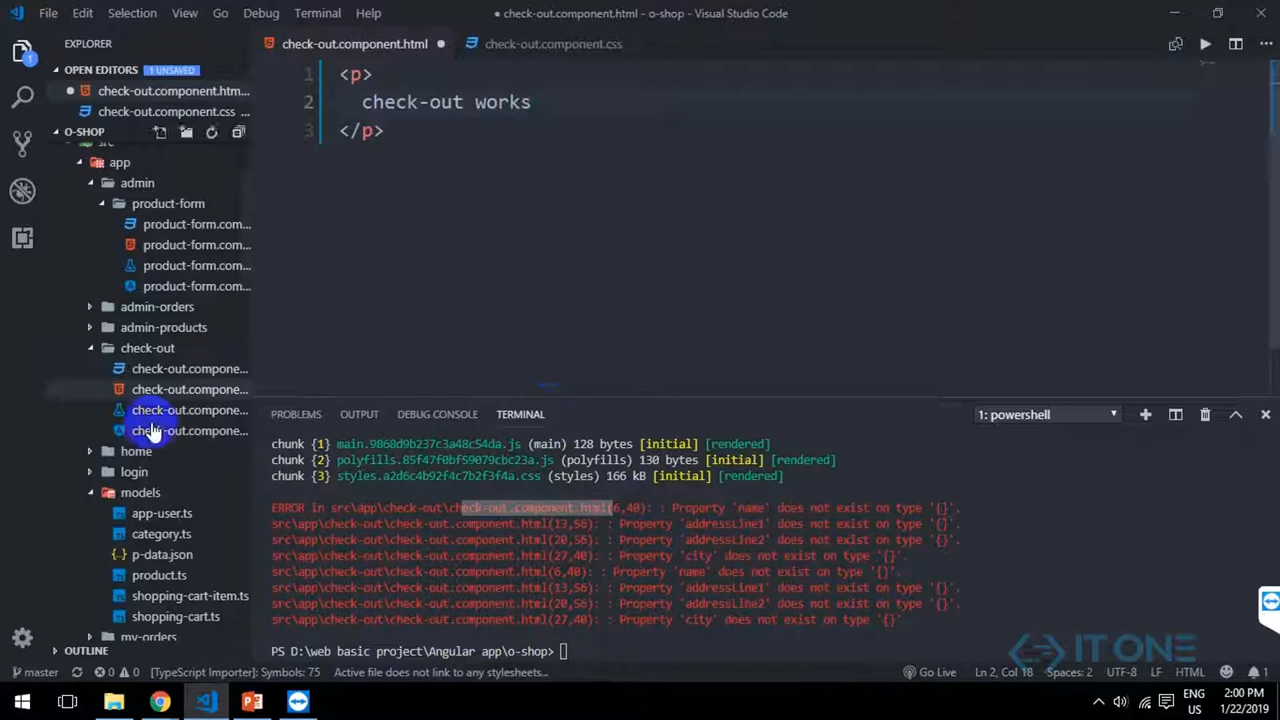 File Edit Selection View Go Debug Terminal Help
● check-out.component.html - o-shop - Visual Studio Code
EXPLORER
check-out.component.html
check-out.component.css
OPEN EDITORS 1 UNSAVED
check-out.component.htm...
check-out.component.css ...
O-SHOP
src
app
admin
product-form
product-form.com...
product-form.com...
product-form.com...
product-form.com...
admin-orders
admin-products
check-out
check-out.compone...
check-out.compone...
check-out.compone...
check-out.compone...
home
login
models
app-user.ts
category.ts
{} p-data.json
product.ts
shopping-cart-item.ts
shopping-cart.ts
my-orders
OUTLINE
1 <p>
2 check-out works
3 </p>
PROBLEMS OUTPUT DEBUG CONSOLE TERMINAL 1: powershell
chunk {1} main.9868d9b237c3a48c54da.js (main) 128 bytes [initial] [rendered]
chunk {2} polyfills.85f47f0bf59079cbc23a.js (polyfills) 130 bytes [initial] [rendered]
chunk {3} styles.a2d6c4b92f4c7b2f3f4a.css (styles) 166 kB [initial] [rendered]
ERROR in src\app\check-out\check-out.component.html(6,40): : Property 'name' does not exist on type '{}'.
src\app\check-out\check-out.component.html(13,56): : Property 'addressLine1' does not exist on type '{}'.
src\app\check-out\check-out.component.html(20,56): : Property 'addressLine2' does not exist on type '{}'.
src\app\check-out\check-out.component.html(27,40): : Property 'city' does not exist on type '{}'.
src\app\check-out\check-out.component.html(6,40): : Property 'name' does not exist on type '{}'.
src\app\check-out\check-out.component.html(13,56): : Property 'addressLine1' does not exist on type '{}'.
src\app\check-out\check-out.component.html(20,56): : Property 'addressLine2' does not exist on type '{}'.
src\app\check-out\check-out.component.html(27,40): : Property 'city' does not exist on type '{}'
PS D:\web basic project\Angular app\o-shop>
IT ONE
master 0 0 [TypeScript Importer]: Symbols: 75 Active file does not link to any stylesheets... Go Live Ln 2, Col 18 Spaces: 2 UTF-8 LF HTML 1
ENG
US
2:00 PM
1/22/2019